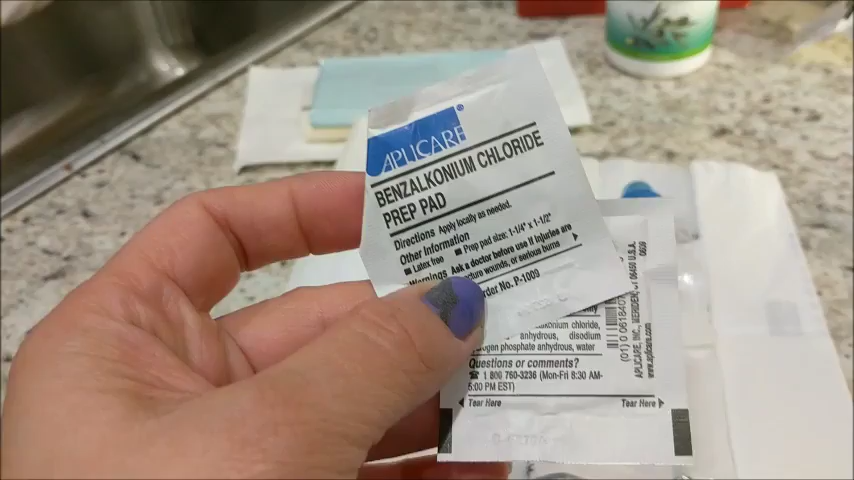 APLICARE®
BENZALKONIUM CHLORIDE
PREP PAD
Directions Apply locally as needed.
Other Information
■ Latex free ■ Prep pad size: 1-1/4" x 1-1/2"
Warnings Ask a doctor before use if injuries are
puncture wounds, or serious burns
Order No. P-1009
chloride,
anhydrous, disodium
phosphate anhydrous, water
Questions or comments?
1 800 760-3236 (Mon-Fri 8:30 AM-
5:00 PM EST)
Tear Here Tear Here
APLICARE, INC., MERIDEN, CT 06450 U.S.A.
www.aplicare.com